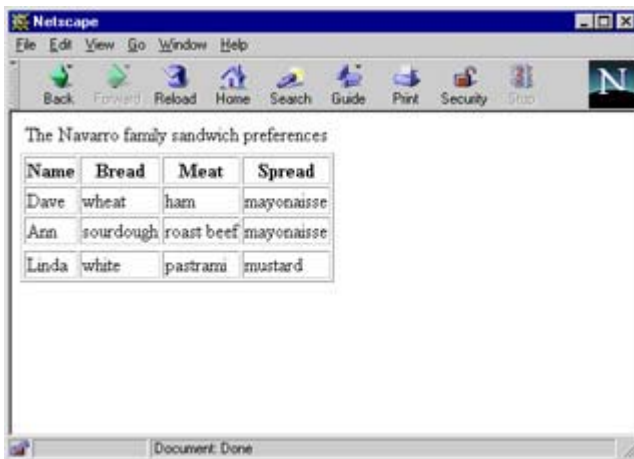 Netscape
File Edit View Go Window Help
Back Forward Reload Home Search Guide Print Security Stop
N
The Navarro family sandwich preferences
Name Bread Meat Spread
Dave wheat ham mayonaisse
Ann sourdough roast beef mayonaisse
Linda white pastrami mustard
Document: Done